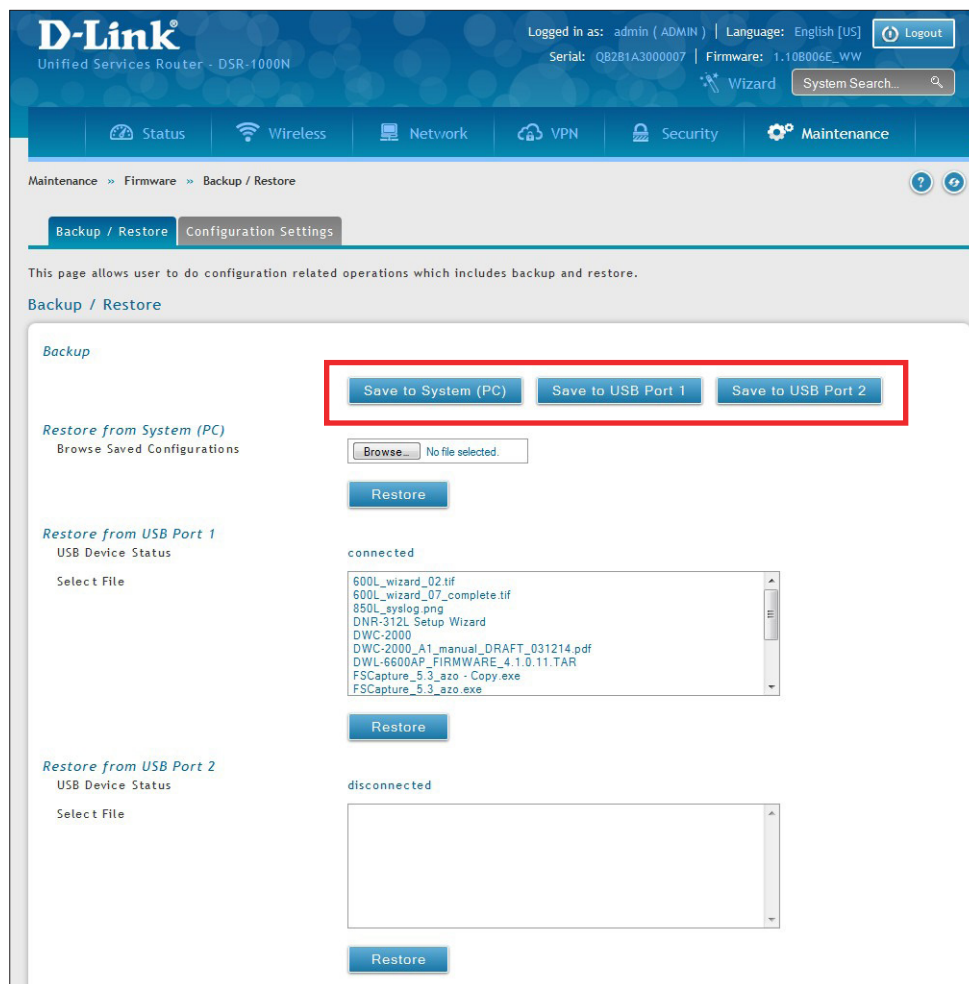 D-Link®
Unified Services Router - DSR-1000N
Logged in as: admin ( ADMIN ) | Language: English [US]
Logout
Serial: QB2B1A3000007 | Firmware: 1.10B006E_WW
Wizard
System Search...
Status
Wireless
Network
VPN
Security
Maintenance
Maintenance » Firmware » Backup / Restore
?
Backup / Restore
Configuration Settings
This page allows user to do configuration related operations which includes backup and restore.
Backup / Restore
Backup
Save to System (PC)
Save to USB Port 1
Save to USB Port 2
Restore from System (PC)
Browse Saved Configurations
Browse... No file selected.
Restore
Restore from USB Port 1
USB Device Status
connected
Select File
600L_wizard_02.tif
600L_wizard_07_complete.tif
850L_syslog.png
DNR-312L Setup Wizard
DWC-2000
DWC-2000_A1_manual_DRAFT_031214.pdf
DWL-6600AP_FIRMWARE_4.1.0.11.TAR
FSCapture_5.3_azo - Copy.exe
FSCapture_5.3_azo.exe
Restore
Restore from USB Port 2
USB Device Status
disconnected
Select File
Restore